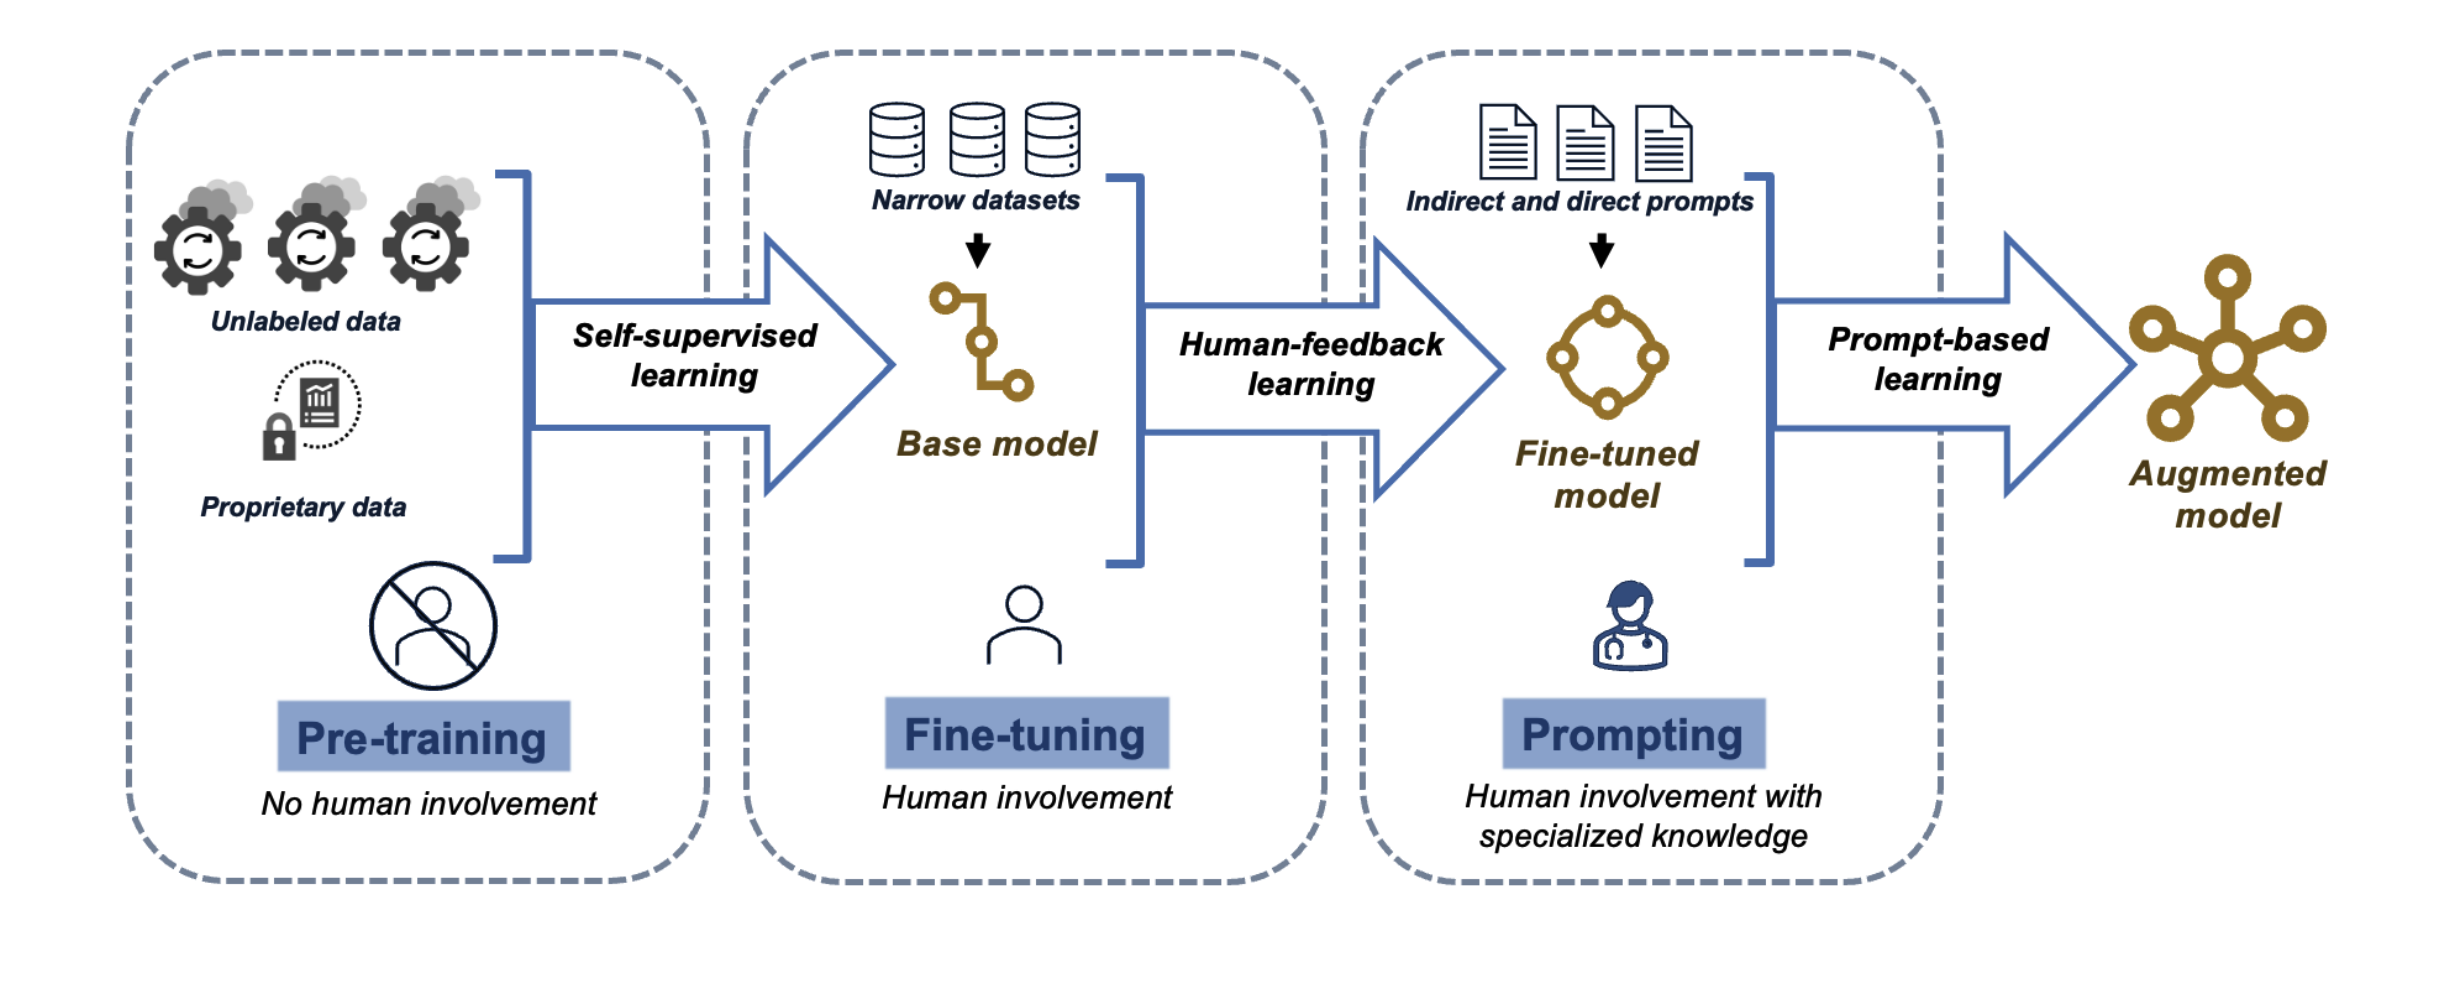 Unlabeled data
Proprietary data
Pre-training
No human involvement
Self-supervised
learning
Narrow datasets
Base model
Fine-tuning
Human involvement
Human-feedback
learning
Indirect and direct prompts
Fine-tuned
model
Prompting
Human involvement with
specialized knowledge
Prompt-based
learning
Augmented
model